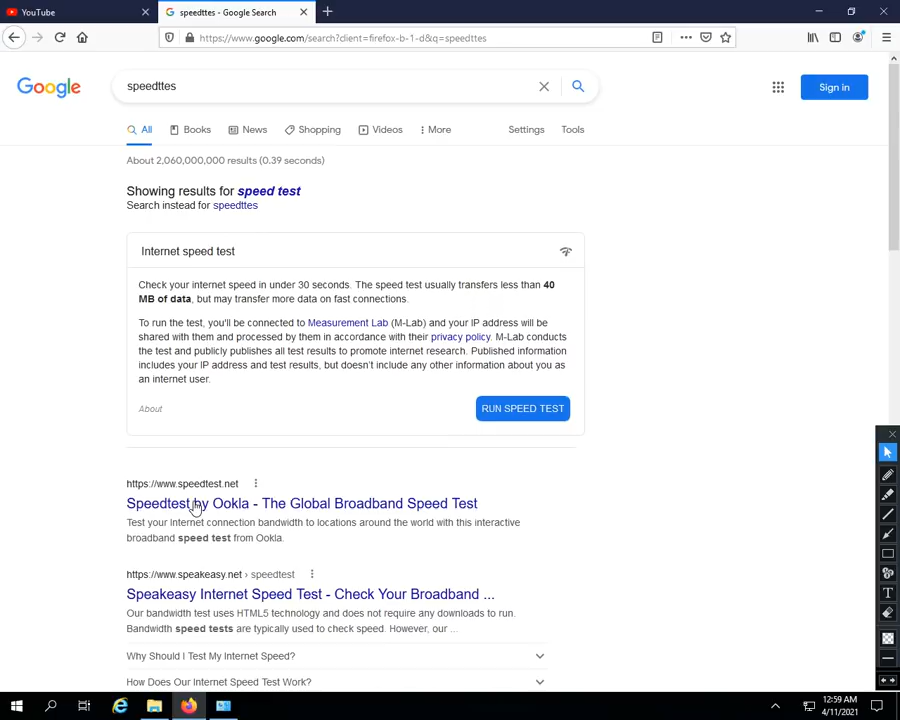 YouTube
speedttes - Google Search
https://www.google.com/search?client=firefox-b-1-d&q=speedttes
Google
speedttes
Sign in
All
Books
News
Shopping
Videos
More
Settings
Tools
About 2,060,000,000 results (0.39 seconds)
Showing results for speed test
Search instead for speedttes
Internet speed test
Check your internet speed in under 30 seconds. The speed test usually transfers less than 40
MB of data, but may transfer more data on fast connections.
To run the test, you'll be connected to Measurement Lab (M-Lab) and your IP address will be
shared with them and processed by them in accordance with their privacy policy. M-Lab conducts
the test and publicly publishes all test results to promote internet research. Published information
includes your IP address and test results, but doesn't include any other information about you as
an internet user.
About
RUN SPEED TEST
https://www.speedtest.net
Speedtest by Ookla - The Global Broadband Speed Test
Test your Internet connection bandwidth to locations around the world with this interactive
broadband speed test from Ookla.
https://www.speakeasy.net › speedtest
Speakeasy Internet Speed Test - Check Your Broadband ...
Our bandwidth test uses HTML5 technology and does not require any downloads to run.
Bandwidth speed tests are typically used to check speed. However, our ...
Why Should I Test My Internet Speed?
How Does Our Internet Speed Test Work?
T
12:59 AM
4/11/2021